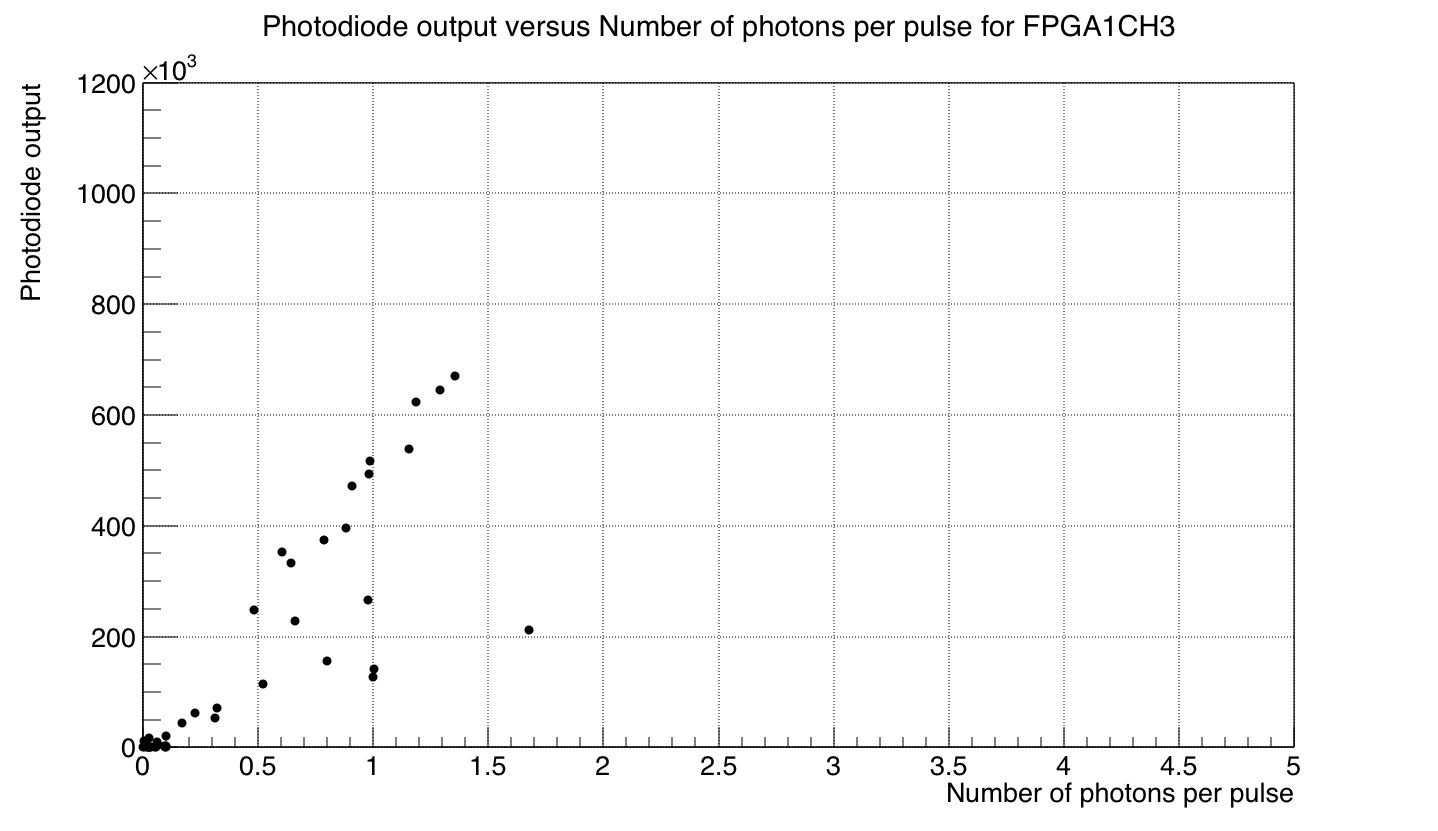 Photodiode output versus Number of photons per pulse for FPGA1CH3
×10³
Photodiode output
1200
1000
800
600
400
200
0
0 0.5 1 1.5 2 2.5 3 3.5 4 4.5 5
Number of photons per pulse